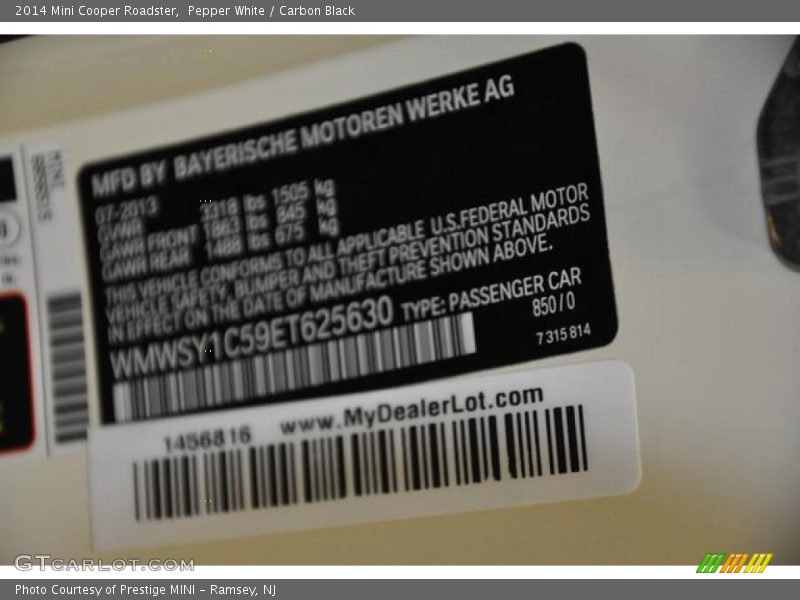 2014 Mini Cooper Roadster, Pepper White / Carbon Black
MFD BY BAYERISCHE MOTOREN WERKE AG
07-2013
GVWR 3318 lbs 1505 kg
GAWR FRONT 1863 lbs 845 kg
GAWR REAR 1488 lbs 675 kg
THIS VEHICLE CONFORMS TO ALL APPLICABLE U.S.FEDERAL MOTOR
VEHICLE SAFETY, BUMPER AND THEFT PREVENTION STANDARDS
IN EFFECT ON THE DATE OF MANUFACTURE SHOWN ABOVE.
WMWSY1C59ET625630 TYPE: PASSENGER CAR
850 / 0
7 315 814
1456816 www.MyDealerLot.com
MINI
GTCARLOT.COM
Photo Courtesy of Prestige MINI - Ramsey, NJ